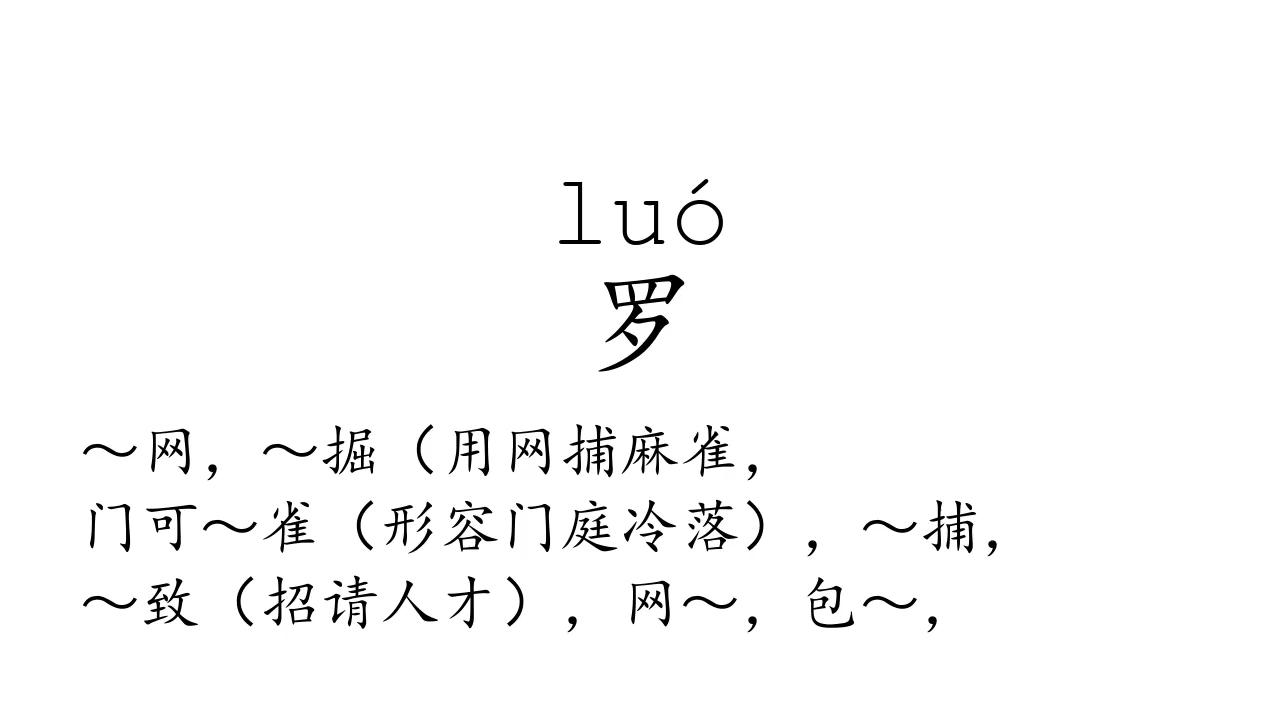 luó
罗
～网，～掘（用网捕麻雀，
门可～雀（形容门庭冷落），～捕，
～致（招请人才），网～，包～，